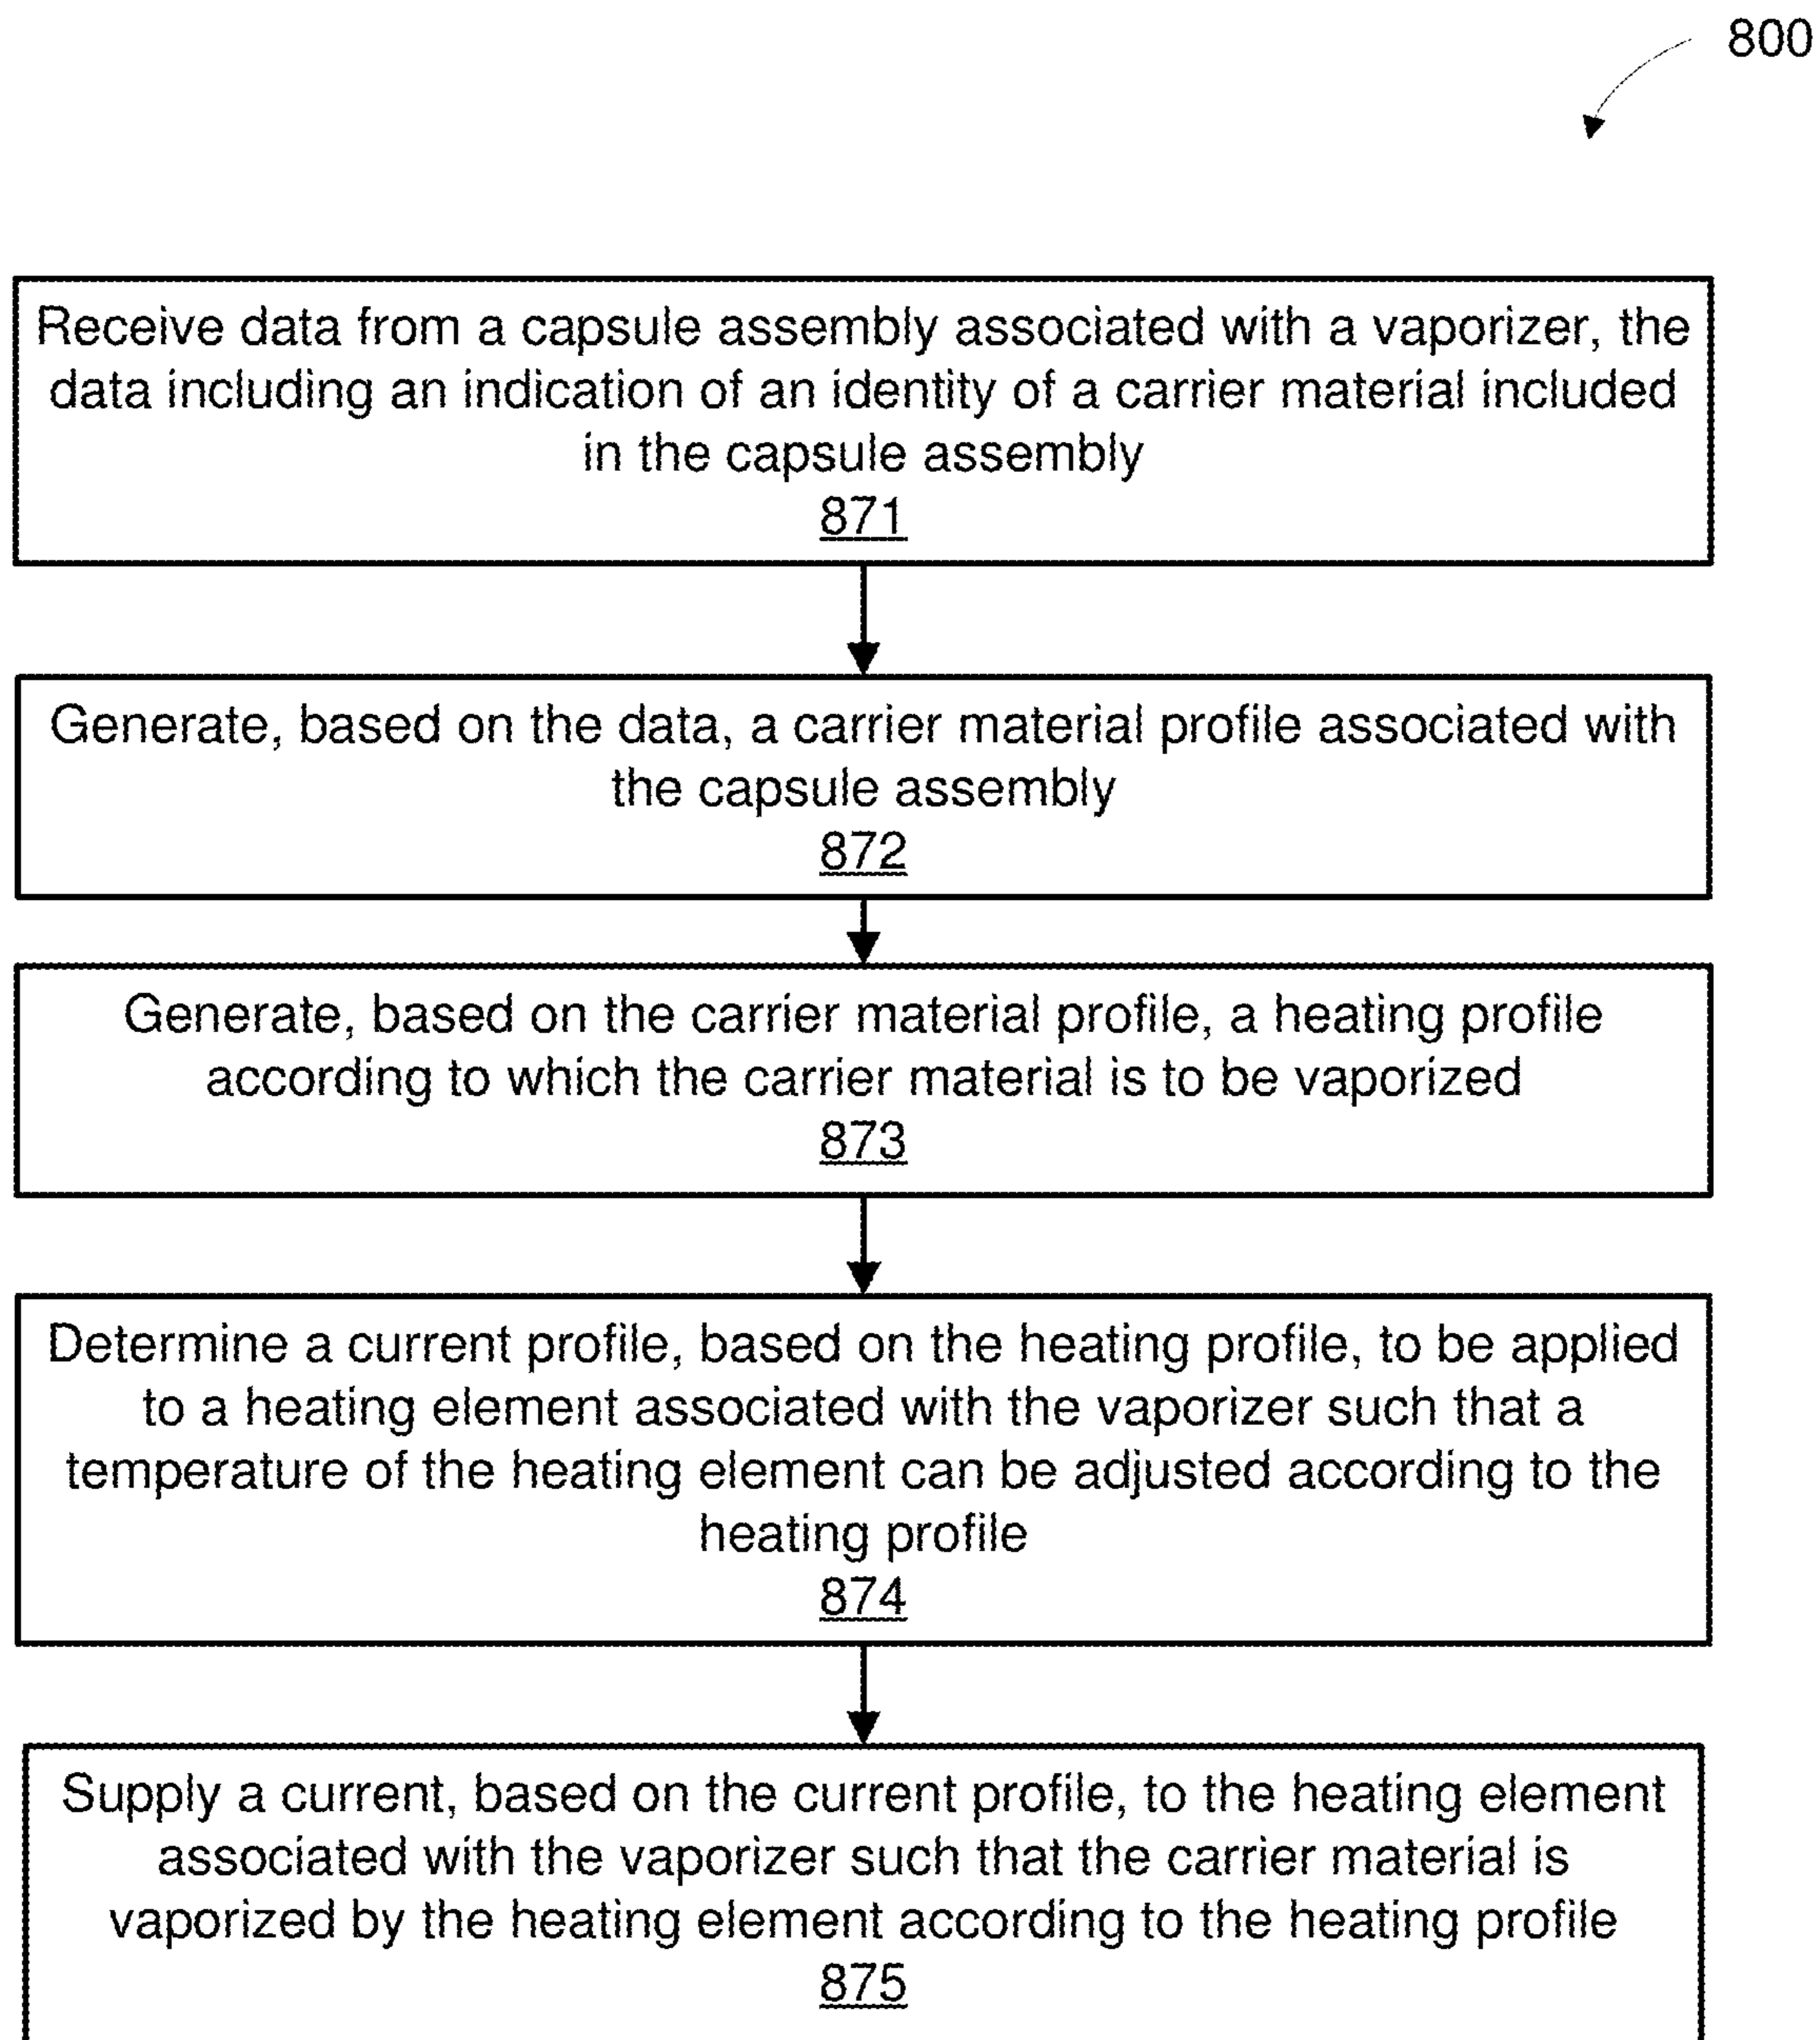 800
Receive data from a capsule assembly associated with a vaporizer, the
data including an indication of an identity of a carrier material included
in the capsule assembly
871
Generate, based on the data, a carrier material profile associated with
the capsule assembly
872
Generate, based on the carrier material profile, a heating profile
according to which the carrier material is to be vaporized
873
Determine a current profile, based on the heating profile, to be applied
to a heating element associated with the vaporizer such that a
temperature of the heating element can be adjusted according to the
heating profile
874
Supply a current, based on the current profile, to the heating element
associated with the vaporizer such that the carrier material is
vaporized by the heating element according to the heating profile
875